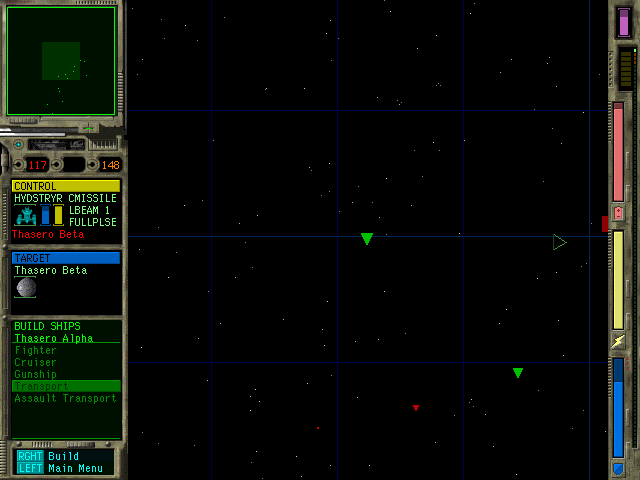 117 148
CONTROL
HVDSTRYR CMISSILE
LBEAM 1
FULLPLSE
Thasero Beta
TARGET
Thasero Beta
BUILD SHIPS
Thasero Alpha
Fighter
Cruiser
Gunship
Transport
Assault Transport
RGHT Build
LEFT Main Menu